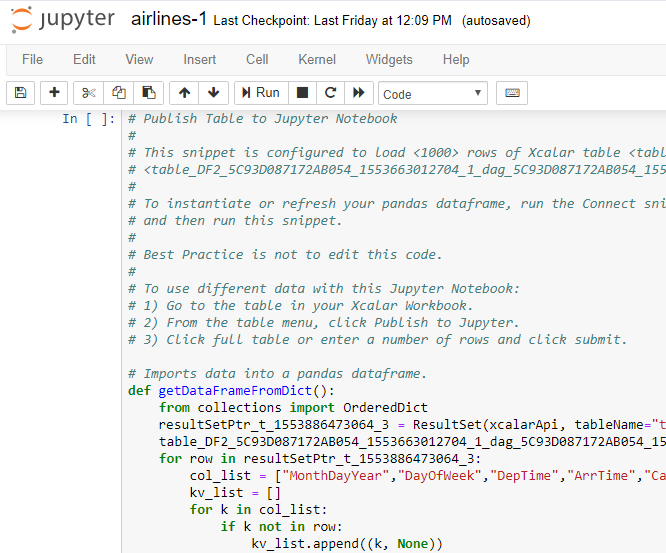 jupyter airlines-1 Last Checkpoint: Last Friday at 12:09 PM (autosaved)
File Edit View Insert Cell Kernel Widgets Help
Run Code
In [ ]: # Publish Table to Jupyter Notebook
#
# This snippet is configured to load <1000> rows of Xcalar table <tabl
# <table_DF2_5C93D087172AB054_1553663012704_1_dag_5C93D087172AB054_155
#
# To instantiate or refresh your pandas dataframe, run the Connect sni
# and then run this snippet.
#
# Best Practice is not to edit this code.
#
# To use different data with this Jupyter Notebook:
# 1) Go to the table in your Xcalar Workbook.
# 2) From the table menu, click Publish to Jupyter.
# 3) Click full table or enter a number of rows and click submit.
# Imports data into a pandas dataframe.
def getDataFrameFromDict():
from collections import OrderedDict
resultSetPtr_t_1553886473064_3 = ResultSet(xcalarApi, tableName="t
table_DF2_5C93D087172AB054_1553663012704_1_dag_5C93D087172AB054_15
for row in resultSetPtr_t_1553886473064_3:
col_list = ["MonthDayYear","DayOfWeek","DepTime","ArrTime","Ca
kv_list = []
for k in col_list:
if k not in row:
kv_list.append((k, None))